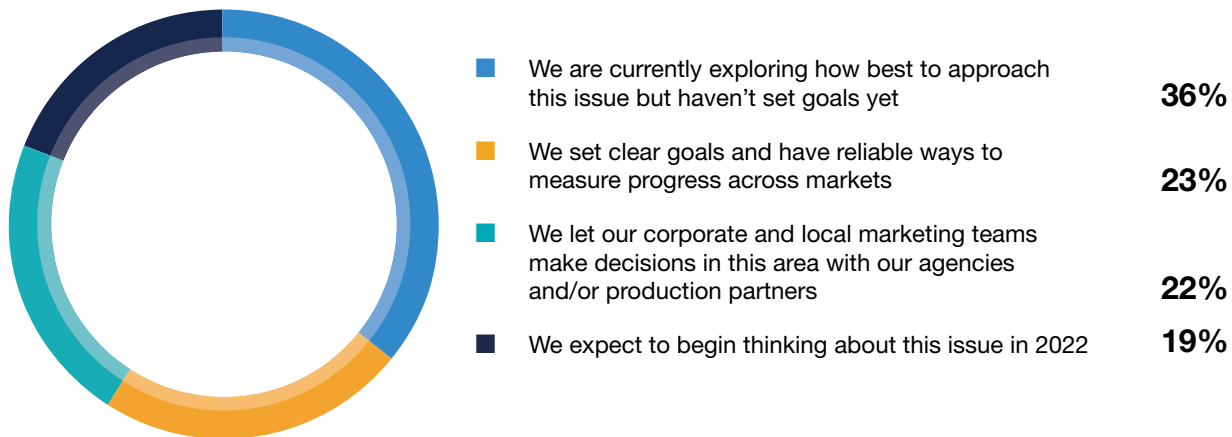 We are currently exploring how best to approach
this issue but haven’t set goals yet
36%
We set clear goals and have reliable ways to
measure progress across markets
23%
We let our corporate and local marketing teams
make decisions in this area with our agencies
and/or production partners
22%
We expect to begin thinking about this issue in 2022
19%